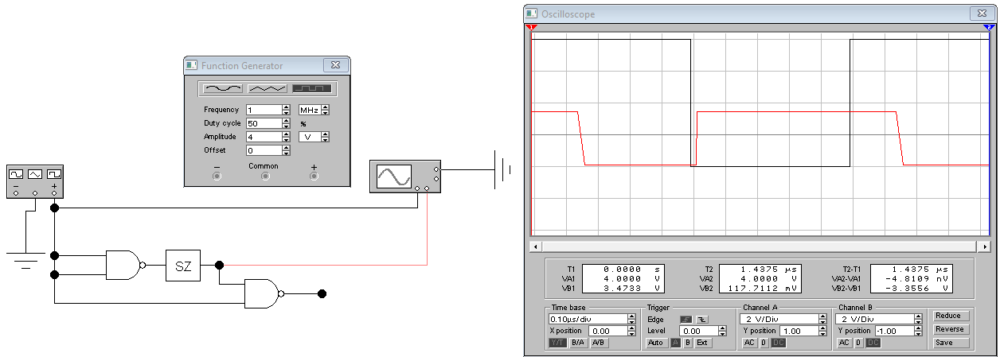 Oscilloscope
1
2
Function Generator
Frequency 1 MHz
Duty cycle 50 %
Amplitude 4 V
Offset 0
− Common +
− +
SZ
T1 0.0000 s
VA1 4.0000 V
VB1 3.4733 V
T2 1.4375 µs
VA2 4.0000 V
VB2 117.7112 mV
T2-T1 1.4375 µs
VA2-VA1 -4.8109 nV
VB2-VB1 -3.3556 V
Time base
0.10µs/div
X position 0.00
Y/T B/A A/B
Trigger
Edge
Level 0.00
Auto A B Ext
Channel A
2 V/Div
Y position 1.00
AC 0 DC
Channel B
2 V/Div
Y position -1.00
AC 0 DC
Reduce
Reverse
Save